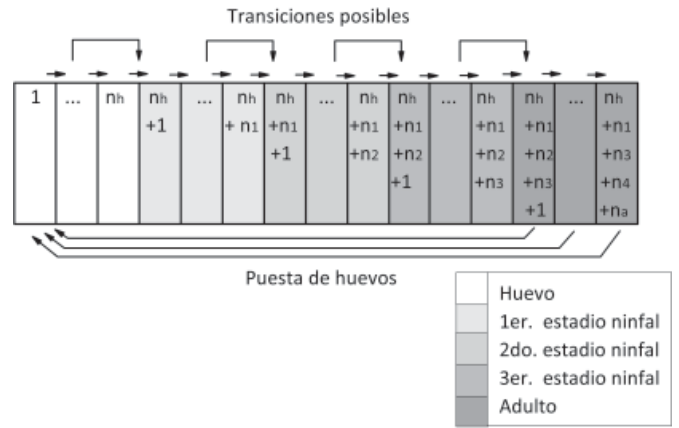 Transiciones posibles
1 ... nh nh ... nh nh ... nh nh ... nh nh ... nh
+1 + n1 +n1 +n1 +n1 +n1 +n1 +n1
+1 +n2 +n2 +n2 +n2 +n3
+1 +n3 +n3 +n4
+1 +na
Puesta de huevos
Huevo
1er. estadio ninfal
2do. estadio ninfal
3er. estadio ninfal
Adulto